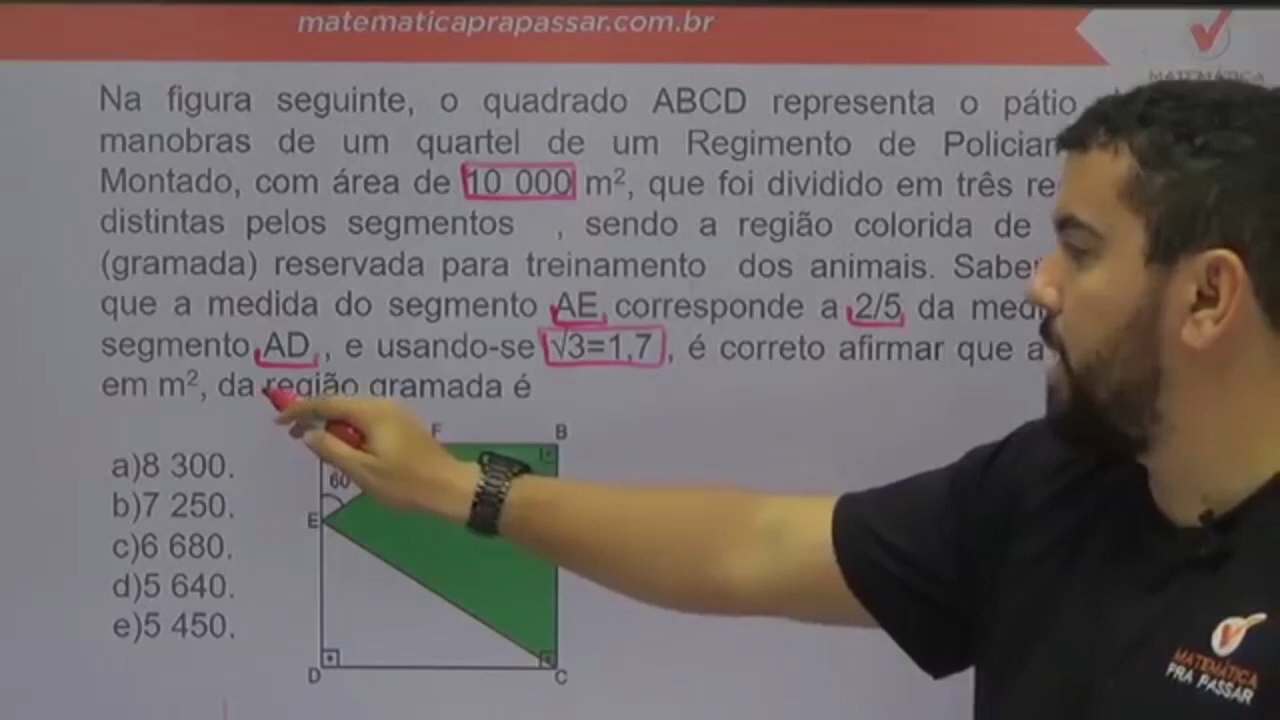 matematicaprapassar.com.br
MATEMÁTICA
Na figura seguinte, o quadrado ABCD representa o pátio
manobras de um quartel de um Regimento de
Montado, com área de 10 000 m², que foi dividido em três
distintas pelos segmentos , sendo a região colorida de
(gramada) reservada para treinamento dos animais.
que a medida do segmento AE corresponde a 2/5 da
segmento AD , e usando-se √3=1,7 , é correto afirmar que a
em m², da região gramada é
F B
a)8 300.
60
b)7 250.
E
c)6 680.
d)5 640.
e)5 450.
D C
MATEMÁTICA
PRA PASSAR